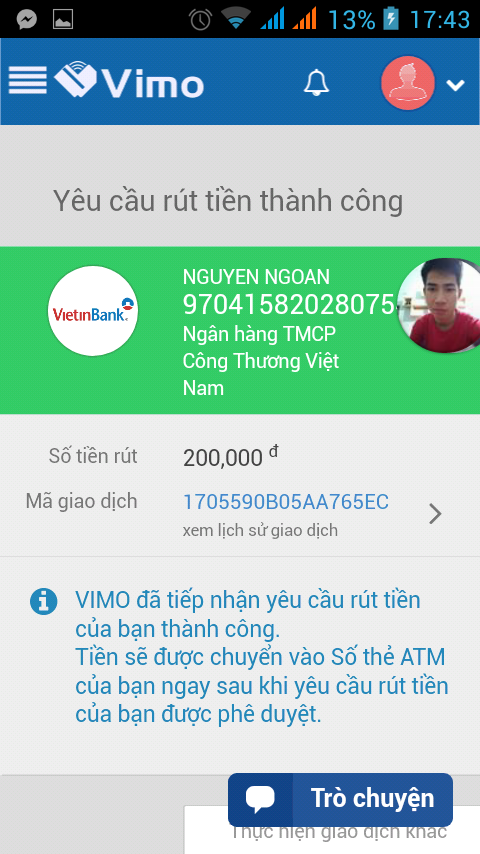 13% 17:43
Vimo
Yêu cầu rút tiền thành công
VietinBank
NGUYEN NGOAN
97041582028075
Ngân hàng TMCP
Công Thương Việt
Nam
Số tiền rút 200,000 đ
Mã giao dịch 1705590B05AA765EC
xem lịch sử giao dịch
VIMO đã tiếp nhận yêu cầu rút tiền
của bạn thành công.
Tiền sẽ được chuyển vào Số thẻ ATM
của bạn ngay sau khi yêu cầu rút tiền
của bạn được phê duyệt.
Trò chuyện
Thực hiện giao dịch khác